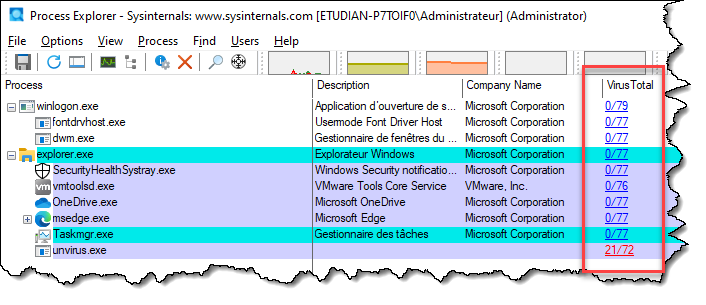 Process Explorer - Sysinternals: www.sysinternals.com [ETUDIAN-P7TOIF0\Administrateur] (Administrator)
File Options View Process Find Users Help
Process Description Company Name VirusTotal
winlogon.exe Application d'ouverture de s... Microsoft Corporation 0/79
fontdrvhost.exe Usermode Font Driver Host Microsoft Corporation 0/77
dwm.exe Gestionnaire de fenêtres du ... Microsoft Corporation 0/77
explorer.exe Explorateur Windows Microsoft Corporation 0/77
SecurityHealthSystray.exe Windows Security notificatio... Microsoft Corporation 0/77
vm vmtoolsd.exe VMware Tools Core Service VMware, Inc. 0/76
OneDrive.exe Microsoft OneDrive Microsoft Corporation 0/77
msedge.exe Microsoft Edge Microsoft Corporation 0/77
Taskmgr.exe Gestionnaire des tâches Microsoft Corporation 0/77
unvirus.exe 21/72